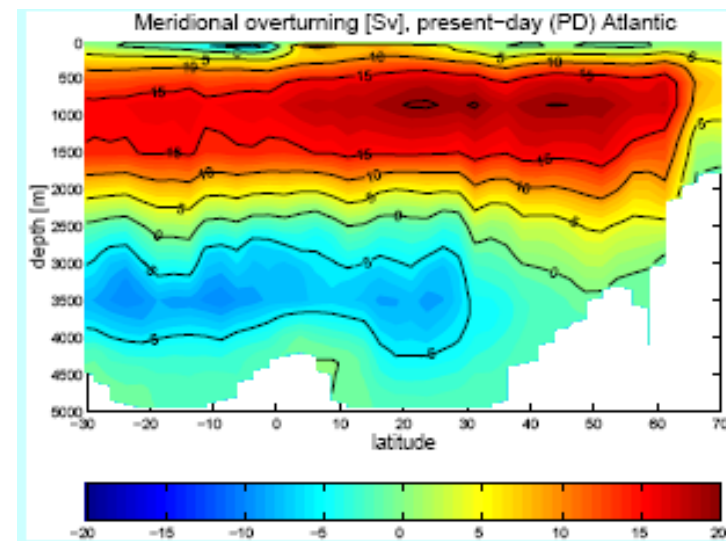 Meridional overturning [Sv], present-day (PD) Atlantic
0
500
1000
1500
2000
2500
3000
3500
4000
4500
5000
depth [m]
-30 -20 -10 0 10 20 30 40 50 60 70
latitude
-20 -15 -10 -5 0 5 10 15 20